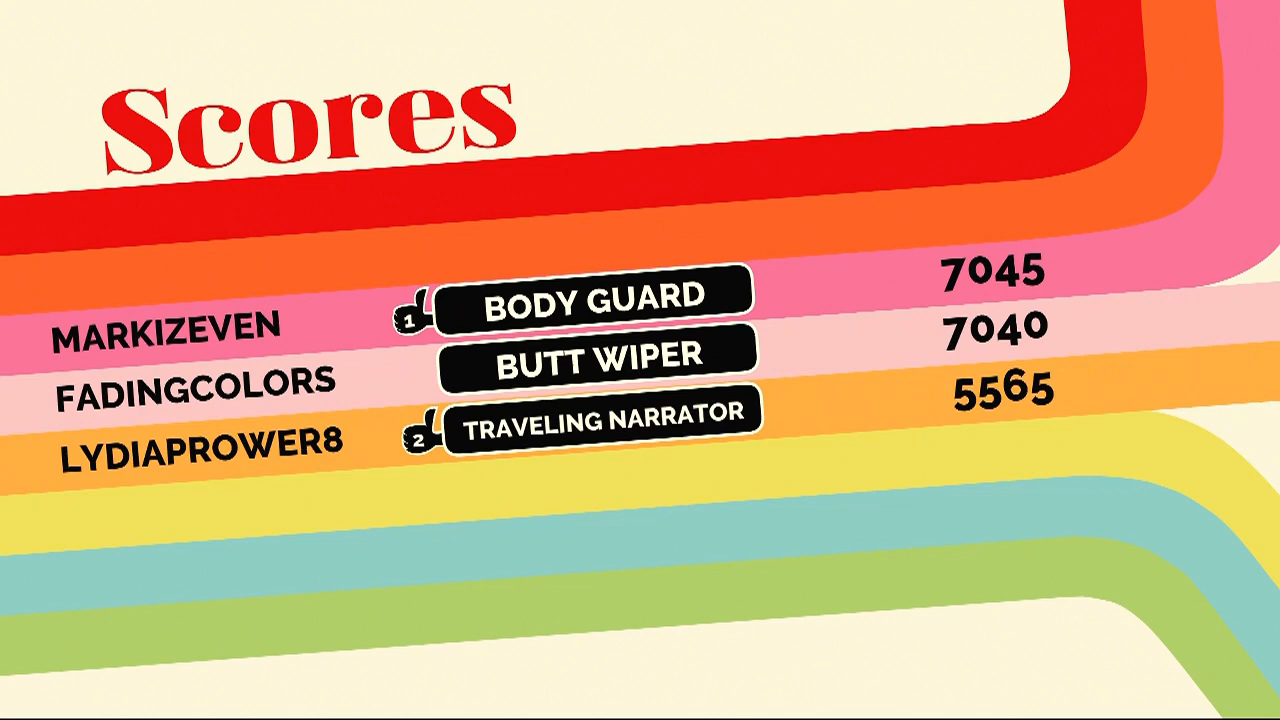 Scores
MARKIZEVEN 1 BODY GUARD 7045
FADINGCOLORS BUTT WIPER 7040
LYDIAPROWER8 2 TRAVELING NARRATOR 5565